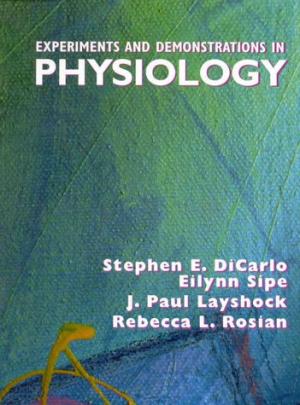 EXPERIMENTS AND DEMONSTRATIONS IN
PHYSIOLOGY
Stephen E. DiCarlo
Eilynn Sipe
J. Paul Layshock
Rebecca L. Rosian